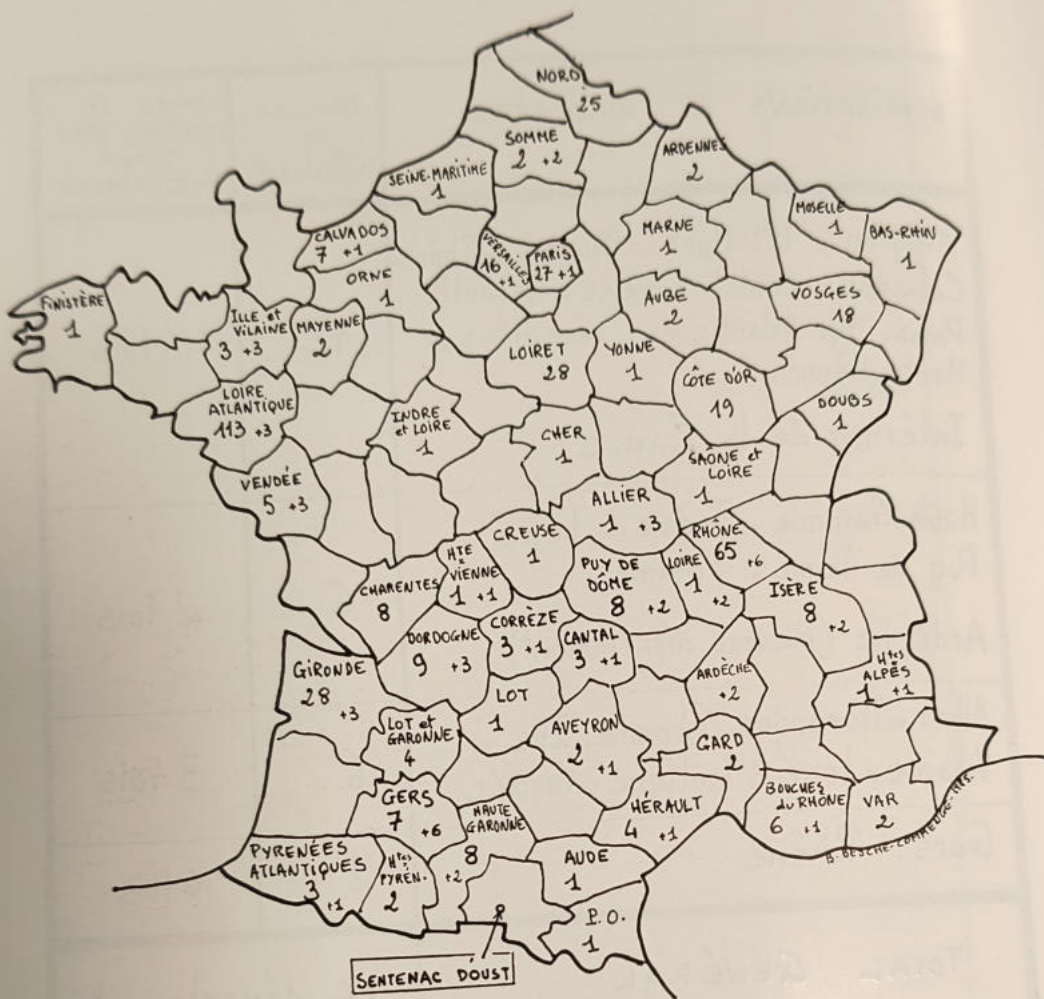 NORD
25
SOMME
2 +2
ARDENNES
2
SEINE-MARITIME
1
MOSELLE
1
BAS-RHIN
1
CALVADOS
7 +1
VERSAILLES
16
+1
PARIS
27 +1
MARNE
1
ORNE
1
AUBE
2
VOSGES
18
FINISTÈRE
1
ILLE et
VILAINE
3 +3
MAYENNE
2
LOIRET
28
YONNE
1
CÔTE D'OR
19
DOUBS
1
LOIRE
ATLANTIQUE
113 +3
INDRE
et LOIRE
1
CHER
1
SAONE et
LOIRE
1
VENDÉE
5 +3
ALLIER
1 +3
CREUSE
1
HTE
VIENNE
1 +1
RHÔNE
65 +6
LOIRE
1
+2
PUY DE
DÔME
8 +2
ISÈRE
8
+2
CHARENTES
8
DORDOGNE
9 +3
CORRÈZE
3 +1
CANTAL
3 +1
ARDÈCHE
+2
Htes
ALPES
1 +1
GIRONDE
28
+3
LOT
1
LOT et
GARONNE
4
AVEYRON
2 +1
GARD
2
GERS
7
+6
HAUTE
GARONNE
8
+2
HÉRAULT
4 +1
BOUCHES
du RHÔNE
6 +1
VAR
2
PYRENÉES
ATLANTIQUES
3
+1
Htes
PYRÉN.
2
AUDE
1
P.O.
1
SENTENAC D'OUST